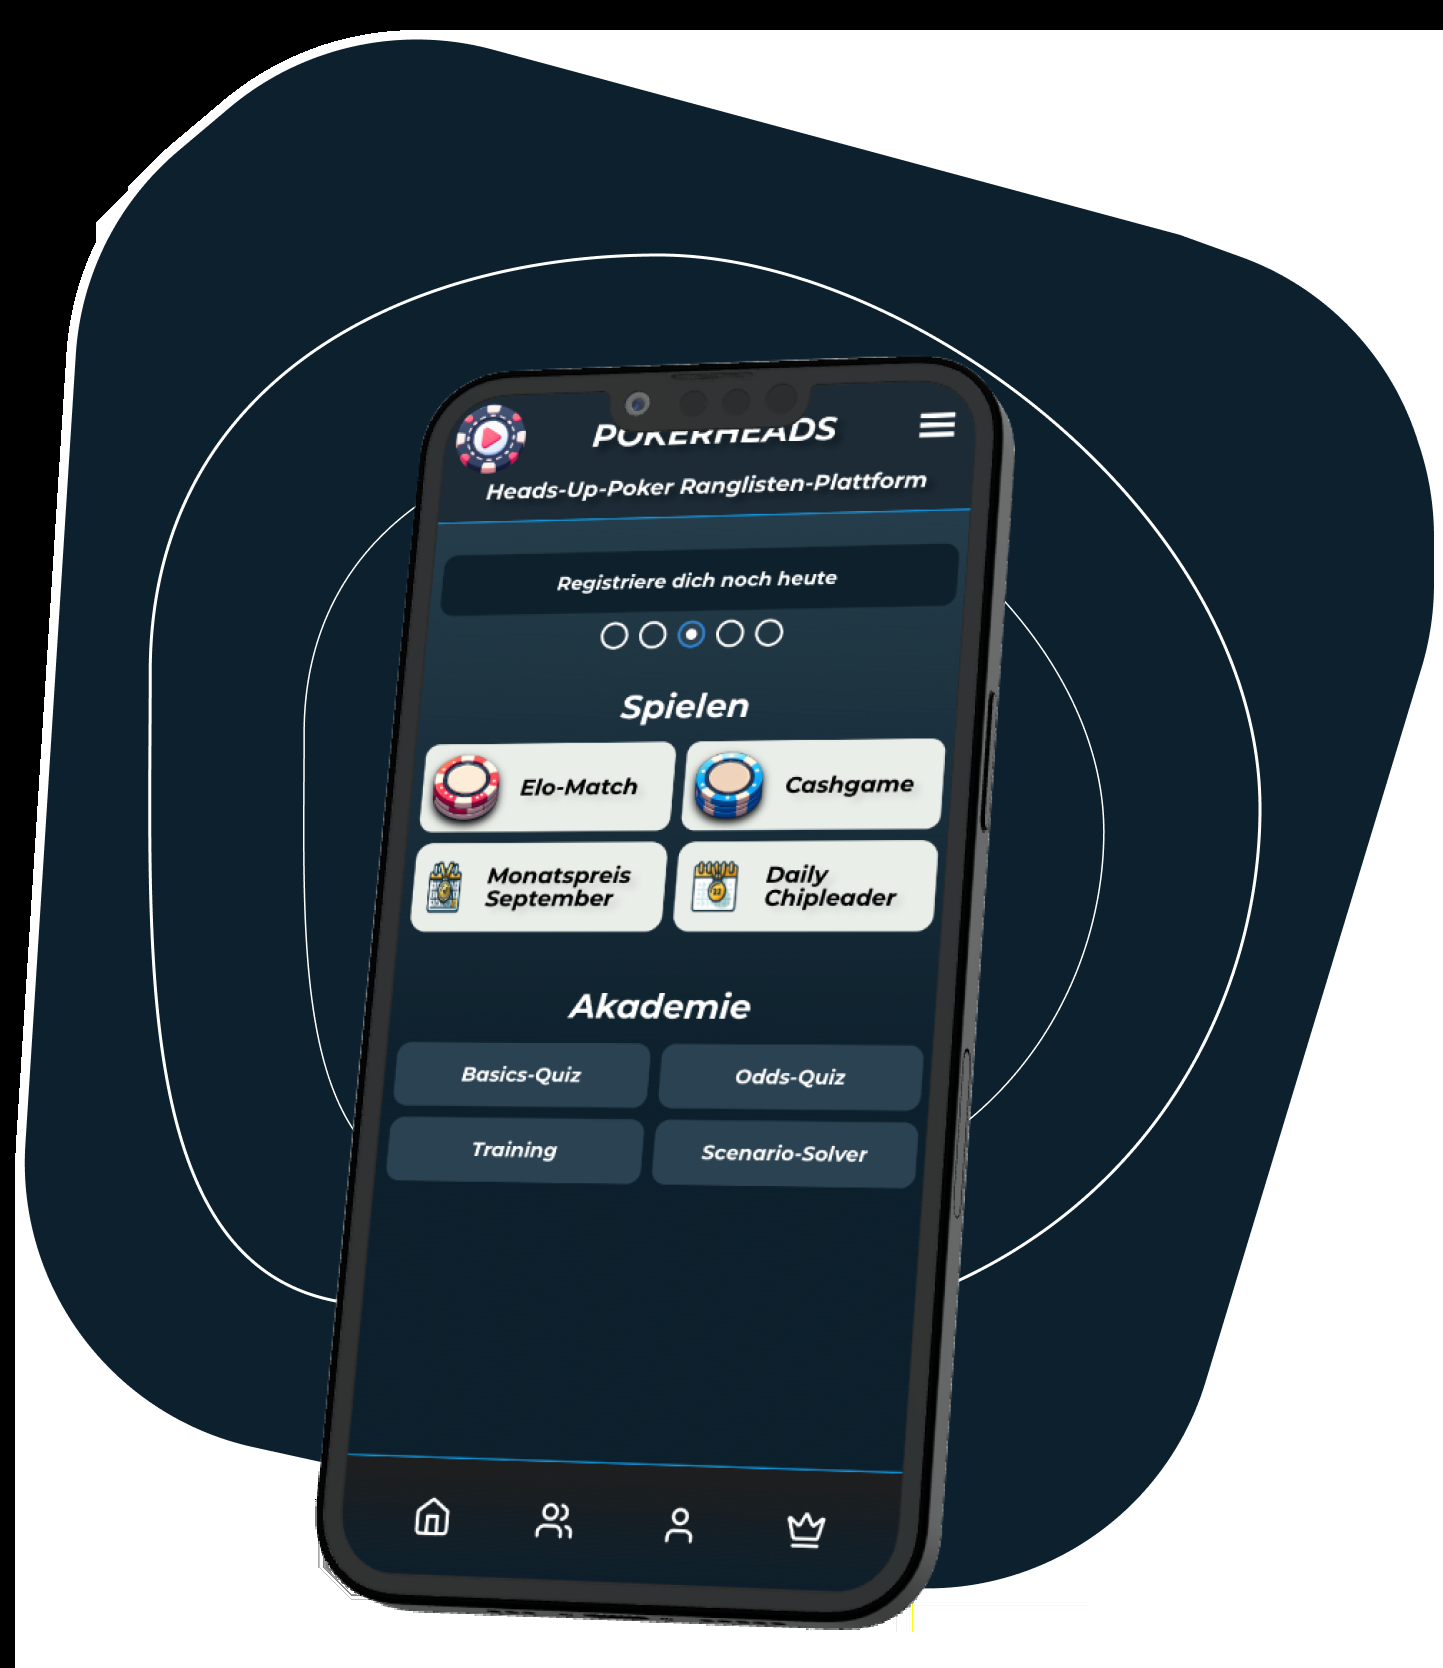 POKERHEADS
Heads-Up-Poker Ranglisten-Plattform
Registriere dich noch heute
Spielen
Elo-Match
Cashgame
Monatspreis
September
Daily
Chipleader
Akademie
Basics-Quiz
Odds-Quiz
Training
Scenario-Solver